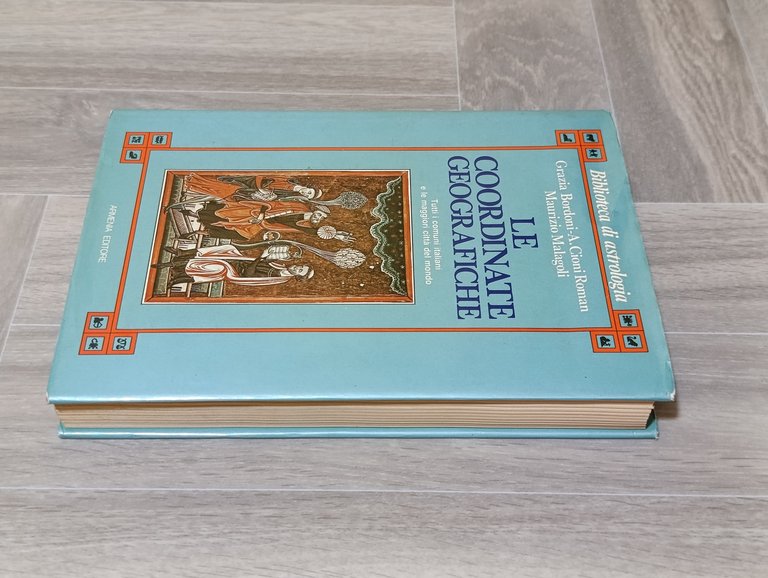 Biblioteca di astrologia
Grazia Bordoni - A. Cioni Roman
Maurizio Malagoli
LE
COORDINATE
GEOGRAFICHE
Tutti i comuni italiani
e le maggiori città del mondo
ARMENIA EDITORE